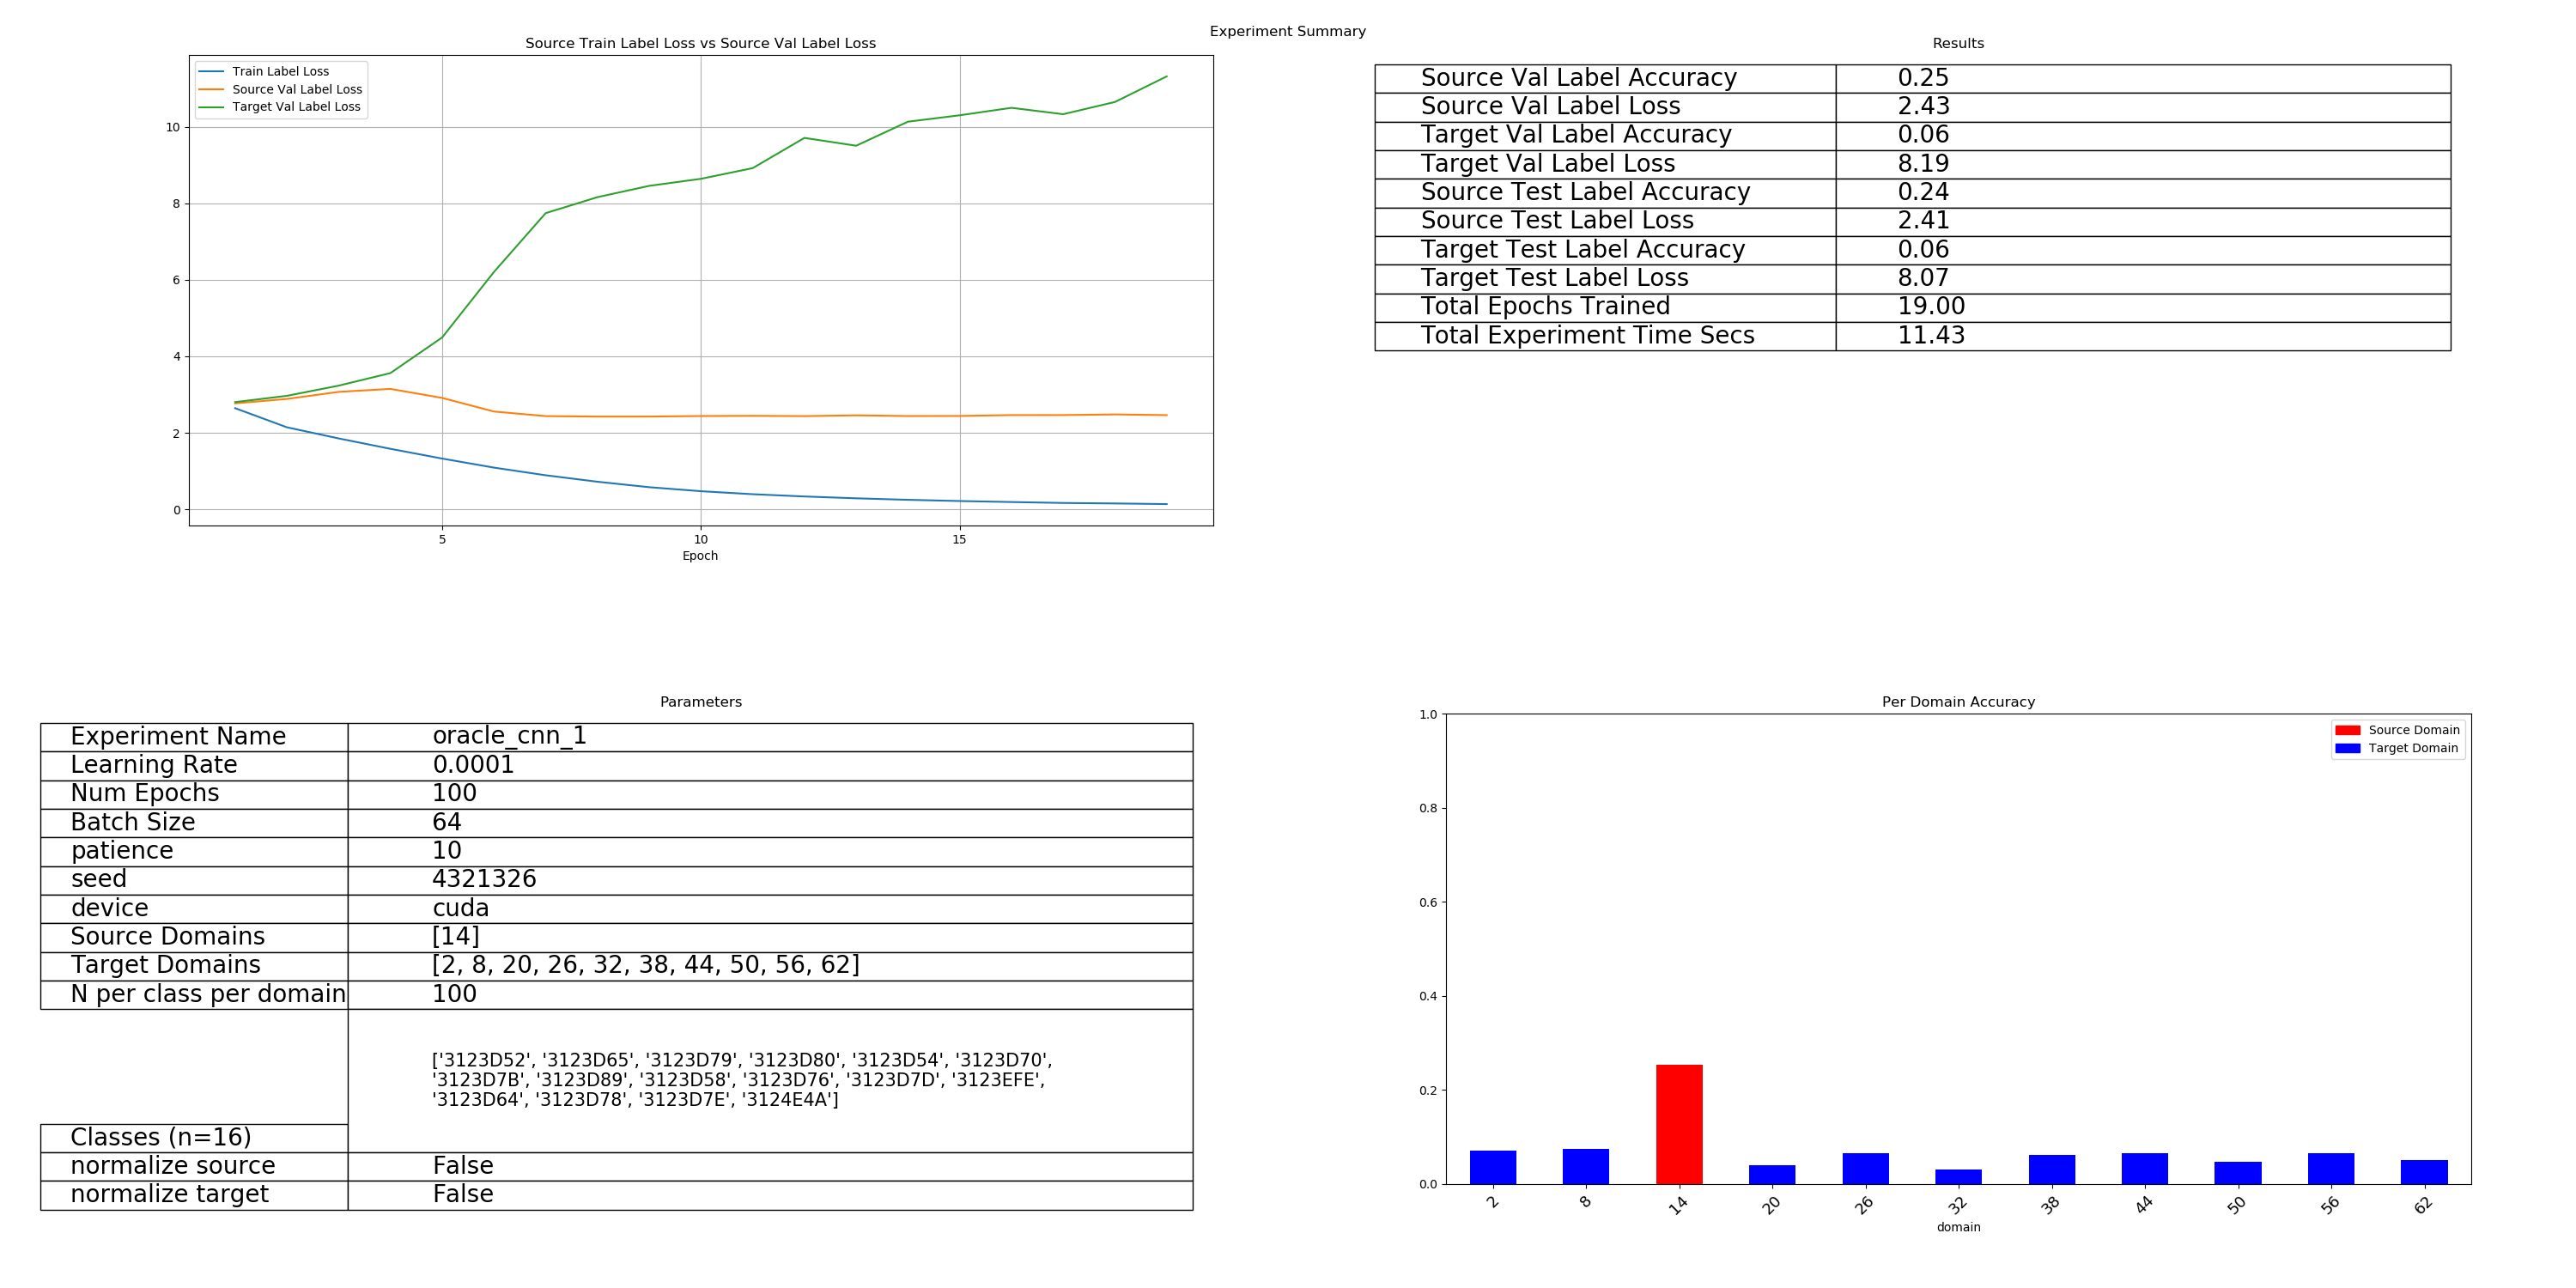 Experiment Summary
Source Train Label Loss vs Source Val Label Loss
Train Label Loss
Source Val Label Loss
Target Val Label Loss
10
8
6
4
2
0
5 10 15
Epoch
Results
Source Val Label Accuracy 0.25
Source Val Label Loss 2.43
Target Val Label Accuracy 0.06
Target Val Label Loss 8.19
Source Test Label Accuracy 0.24
Source Test Label Loss 2.41
Target Test Label Accuracy 0.06
Target Test Label Loss 8.07
Total Epochs Trained 19.00
Total Experiment Time Secs 11.43
Parameters
Experiment Name oracle_cnn_1
Learning Rate 0.0001
Num Epochs 100
Batch Size 64
patience 10
seed 4321326
device cuda
Source Domains [14]
Target Domains [2, 8, 20, 26, 32, 38, 44, 50, 56, 62]
N per class per domain 100
['3123D52', '3123D65', '3123D79', '3123D80', '3123D54', '3123D70',
'3123D7B', '3123D89', '3123D58', '3123D76', '3123D7D', '3123EFE',
'3123D64', '3123D78', '3123D7E', '3124E4A']
Classes (n=16)
normalize source False
normalize target False
Per Domain Accuracy
Source Domain
Target Domain
1.0
0.8
0.6
0.4
0.2
0.0
2 8 14 20 26 32 38 44 50 56 62
domain